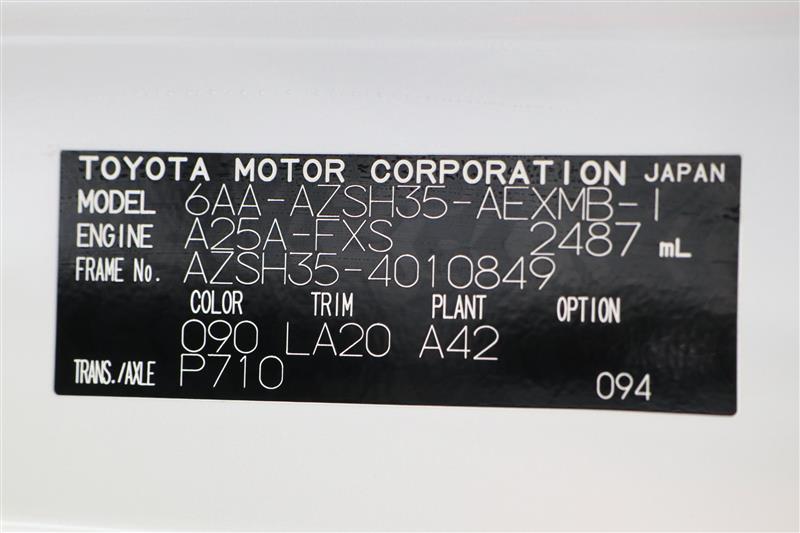 TOYOTA MOTOR CORPORATION JAPAN
MODEL 6AA-AZSH35-AEXMB-I
ENGINE A25A-FXS 2487 mL
FRAME No. AZSH35-4010849
COLOR TRIM PLANT OPTION
090 LA20 A42
TRANS./AXLE P710
094